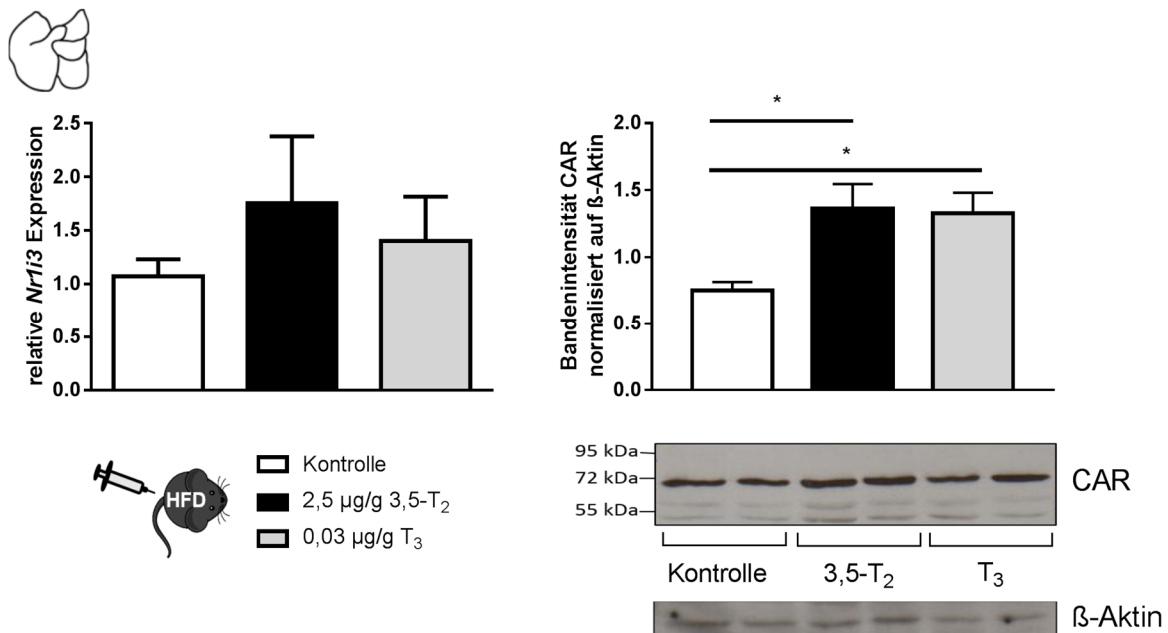 relative Nr1i3 Expression
2.5
2.0
1.5
1.0
0.5
0.0
Bandenintensität CAR
normalisiert auf ß-Aktin
2.0
1.5
1.0
0.5
0.0
*
*
HFD
Kontrolle
2,5 µg/g 3,5-T₂
0,03 µg/g T₃
95 kDa
72 kDa
55 kDa
CAR
Kontrolle 3,5-T₂ T₃
ß-Aktin